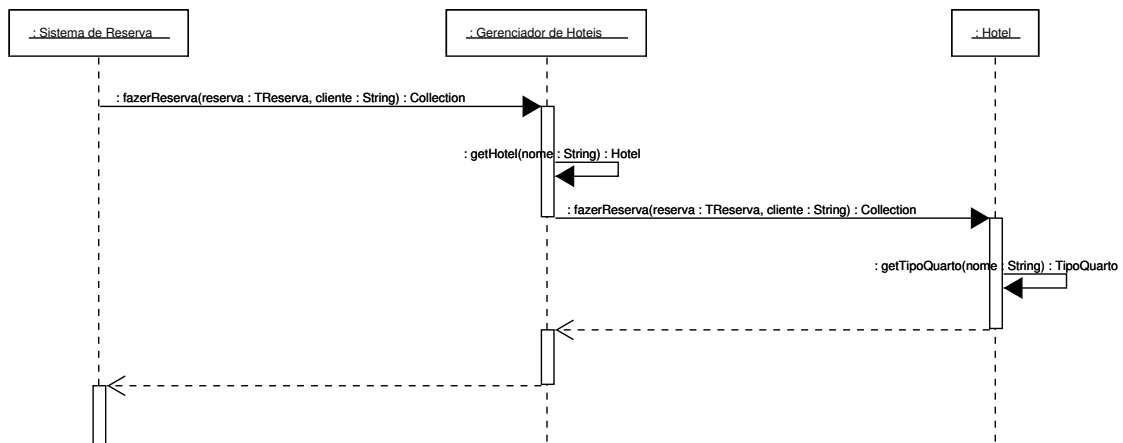 : Sistema de Reserva
: Gerenciador de Hoteis
: Hotel
: fazerReserva(reserva : TReserva, cliente : String) : Collection
: getHotel(nome : String) : Hotel
: fazerReserva(reserva : TReserva, cliente : String) : Collection
: getTipoQuarto(nome : String) : TipoQuarto